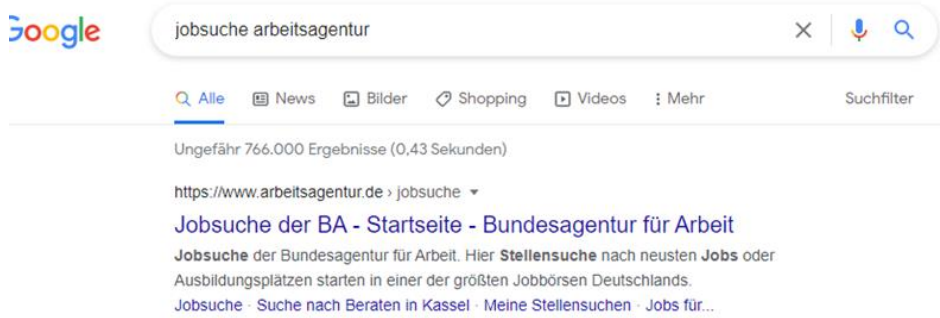 Google
jobsuche arbeitsagentur
Alle News Bilder Shopping Videos Mehr Suchfilter
Ungefähr 766.000 Ergebnisse (0,43 Sekunden)
https://www.arbeitsagentur.de › jobsuche
Jobsuche der BA - Startseite - Bundesagentur für Arbeit
Jobsuche der Bundesagentur für Arbeit. Hier Stellensuche nach neusten Jobs oder
Ausbildungsplätzen starten in einer der größten Jobbörsen Deutschlands.
Jobsuche · Suche nach Beraten in Kassel · Meine Stellensuchen · Jobs für...